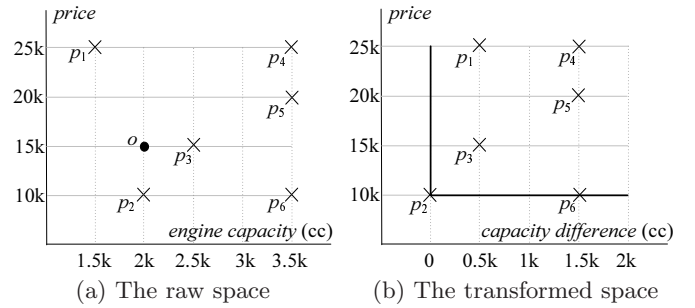 price
25k
20k
15k
10k
p1
p4
p5
o
p3
p2
p6
engine capacity (cc)
1.5k 2k 2.5k 3k 3.5k
(a) The raw space
price
25k
20k
15k
10k
p1
p4
p5
p3
p2
p6
capacity difference (cc)
0 0.5k 1k 1.5k 2k
(b) The transformed space